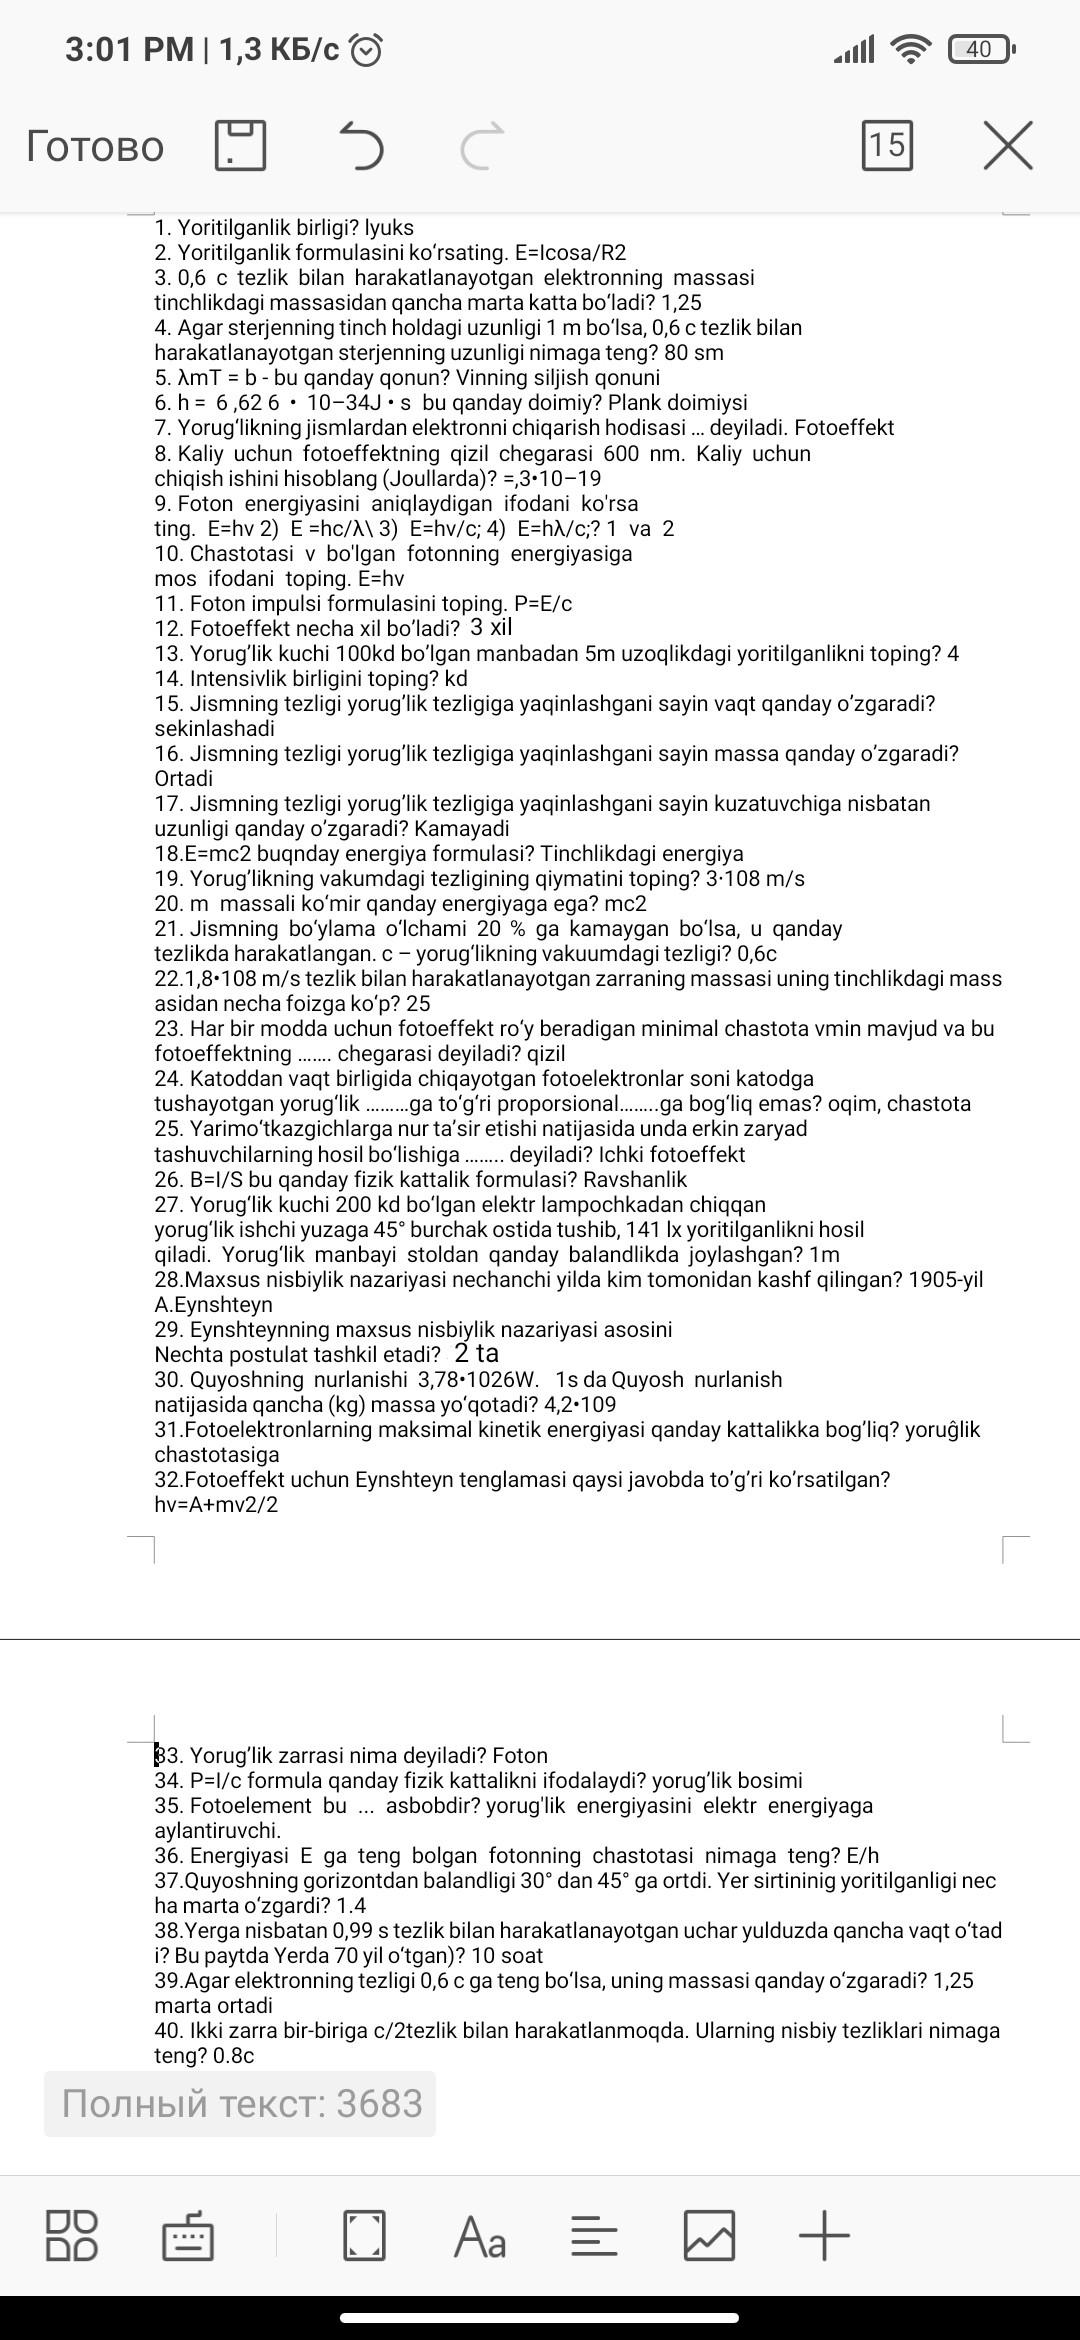 3:01 PM | 1,3 КБ/с
40
Готово
15
1. Yoritilganlik birligi? lyuks
2. Yoritilganlik formulasini ko‘rsating. E=Icosa/R2
3. 0,6 c tezlik bilan harakatlanayotgan elektronning massasi
tinchlikdagi massasidan qancha marta katta bo‘ladi? 1,25
4. Agar sterjenning tinch holdagi uzunligi 1 m bo‘lsa, 0,6 c tezlik bilan
harakatlanayotgan sterjenning uzunligi nimaga teng? 80 sm
5. λmT = b - bu qanday qonun? Vinning siljish qonuni
6. h = 6 ,62 6 • 10−34J • s bu qanday doimiy? Plank doimiysi
7. Yorug‘likning jismlardan elektronni chiqarish hodisasi ... deyiladi. Fotoeffekt
8. Kaliy uchun fotoeffektning qizil chegarasi 600 nm. Kaliy uchun
chiqish ishini hisoblang (Joullarda)? =,3•10−19
9. Foton energiyasini aniqlaydigan ifodani ko'rsa
ting. E=hv 2) E =hc/λ\ 3) E=hv/c; 4) E=hλ/c;? 1 va 2
10. Chastotasi v bo'lgan fotonning energiyasiga
mos ifodani toping. E=hv
11. Foton impulsi formulasini toping. P=E/c
12. Fotoeffekt necha xil bo’ladi? 3 xil
13. Yorug’lik kuchi 100kd bo’lgan manbadan 5m uzoqlikdagi yoritilganlikni toping? 4
14. Intensivlik birligini toping? kd
15. Jismning tezligi yorug’lik tezligiga yaqinlashgani sayin vaqt qanday o’zgaradi?
sekinlashadi
16. Jismning tezligi yorug’lik tezligiga yaqinlashgani sayin massa qanday o’zgaradi?
Ortadi
17. Jismning tezligi yorug’lik tezligiga yaqinlashgani sayin kuzatuvchiga nisbatan
uzunligi qanday o’zgaradi? Kamayadi
18.E=mc2 buqnday energiya formulasi? Tinchlikdagi energiya
19. Yorug’likning vakumdagi tezligining qiymatini toping? 3·108 m/s
20. m massali ko‘mir qanday energiyaga ega? mc2
21. Jismning bo‘ylama o‘lchami 20 % ga kamaygan bo‘lsa, u qanday
tezlikda harakatlangan. c – yorug‘likning vakuumdagi tezligi? 0,6c
22.1,8•108 m/s tezlik bilan harakatlanayotgan zarraning massasi uning tinchlikdagi mass
asidan necha foizga ko‘p? 25
23. Har bir modda uchun fotoeffekt ro‘y beradigan minimal chastota vmin mavjud va bu
fotoeffektning ....... chegarasi deyiladi? qizil
24. Katoddan vaqt birligida chiqayotgan fotoelektronlar soni katodga
tushayotgan yorug‘lik .........ga to‘g‘ri proporsional........ga bog‘liq emas? oqim, chastota
25. Yarimo‘tkazgichlarga nur ta’sir etishi natijasida unda erkin zaryad
tashuvchilarning hosil bo‘lishiga ........ deyiladi? Ichki fotoeffekt
26. B=I/S bu qanday fizik kattalik formulasi? Ravshanlik
27. Yorug‘lik kuchi 200 kd bo‘lgan elektr lampochkadan chiqqan
yorug‘lik ishchi yuzaga 45° burchak ostida tushib, 141 lx yoritilganlikni hosil
qiladi. Yorug‘lik manbayi stoldan qanday balandlikda joylashgan? 1m
28.Maxsus nisbiylik nazariyasi nechanchi yilda kim tomonidan kashf qilingan? 1905-yil
A.Eynshteyn
29. Eynshteynning maxsus nisbiylik nazariyasi asosini
Nechta postulat tashkil etadi? 2 ta
30. Quyoshning nurlanishi 3,78•1026W. 1s da Quyosh nurlanish
natijasida qancha (kg) massa yo‘qotadi? 4,2•109
31.Fotoelektronlarning maksimal kinetik energiyasi qanday kattalikka bog’liq? yoruĝlik
chastotasiga
32.Fotoeffekt uchun Eynshteyn tenglamasi qaysi javobda to’g’ri ko’rsatilgan?
hv=A+mv2/2
33. Yorug’lik zarrasi nima deyiladi? Foton
34. P=I/c formula qanday fizik kattalikni ifodalaydi? yorug’lik bosimi
35. Fotoelement bu ... asbobdir? yorug'lik energiyasini elektr energiyaga
aylantiruvchi.
36. Energiyasi E ga teng bolgan fotonning chastotasi nimaga teng? E/h
37.Quyoshning gorizontdan balandligi 30° dan 45° ga ortdi. Yer sirtininig yoritilganligi nec
ha marta o‘zgardi? 1.4
38.Yerga nisbatan 0,99 s tezlik bilan harakatlanayotgan uchar yulduzda qancha vaqt o‘tad
i? Bu paytda Yerda 70 yil o‘tgan)? 10 soat
39.Agar elektronning tezligi 0,6 c ga teng bo‘lsa, uning massasi qanday o‘zgaradi? 1,25
marta ortadi
40. Ikki zarra bir-biriga c/2tezlik bilan harakatlanmoqda. Ularning nisbiy tezliklari nimaga
teng? 0.8c
Полный текст: 3683
Aa